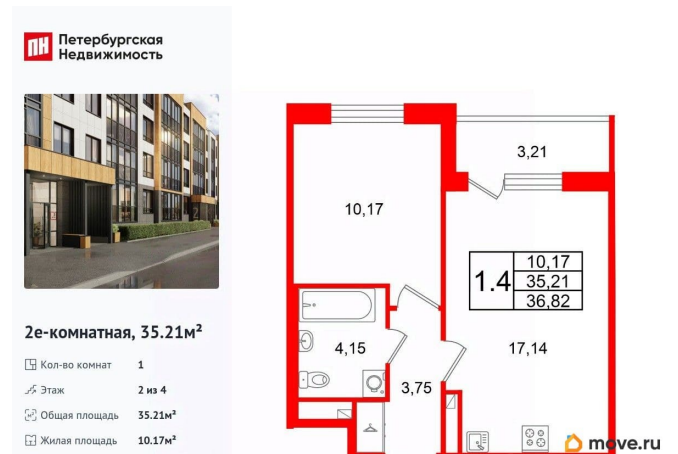 ПН Петербургская
Недвижимость
2е-комнатная, 35.21м²
Кол-во комнат 1
Этаж 2 из 4
Общая площадь 35.21м²
Жилая площадь 10.17м²
3,21
10,17
1.4
10,17
35,21
36,82
4,15
17,14
3,75
move.ru